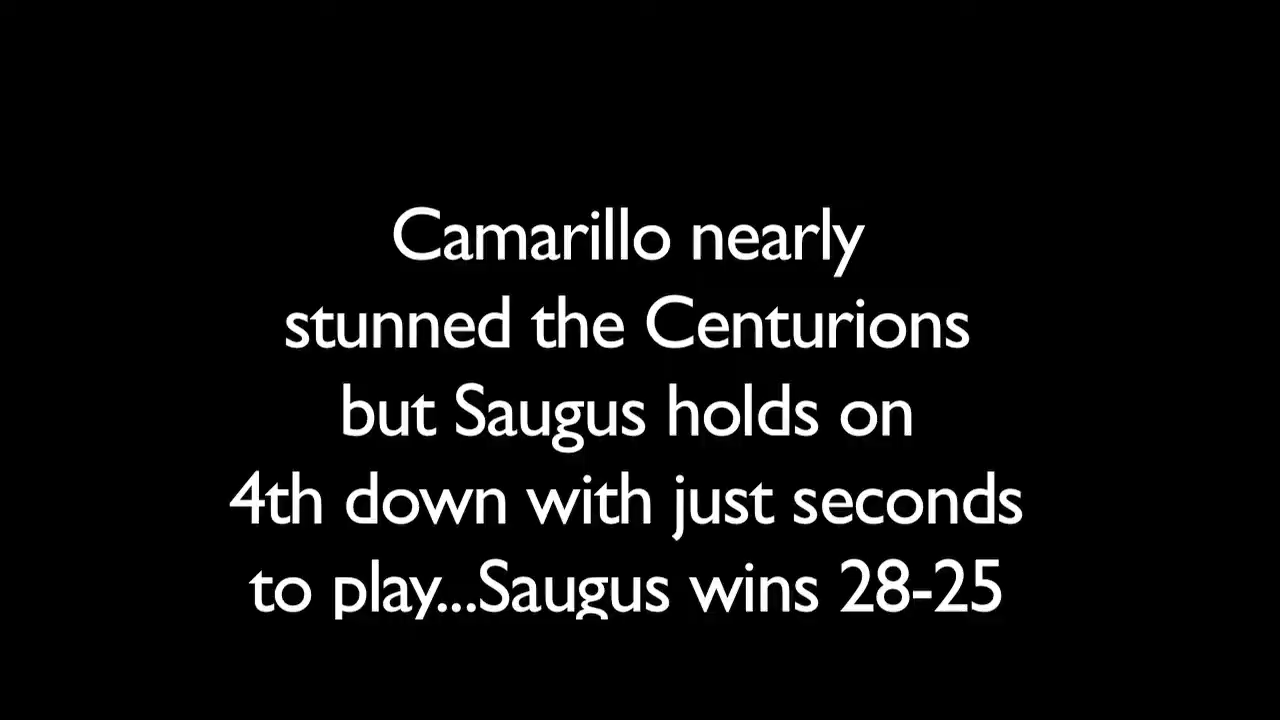 Camarillo nearly
stunned the Centurions
but Saugus holds on
4th down with just seconds
to play...Saugus wins 28-25